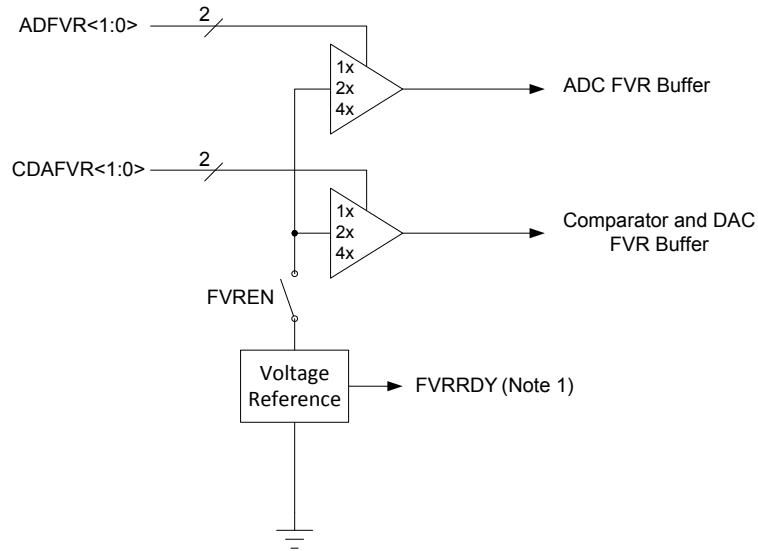 ADFVR<1:0>
2
1x
2x
4x
ADC FVR Buffer
CDAFVR<1:0>
2
1x
2x
4x
Comparator and DAC
FVR Buffer
FVREN
Voltage
Reference
FVRRDY (Note 1)